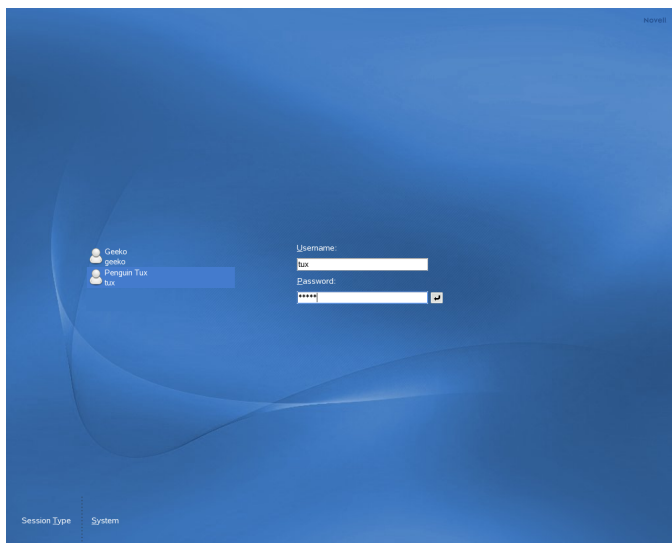 Novell
Geeko
geeko
Penguin Tux
tux
Username:
tux
Password:
*****
Session Type
System